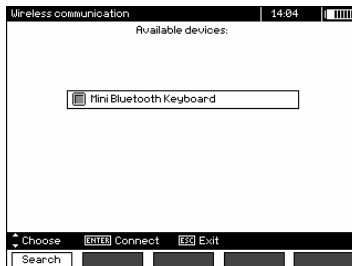 Wireless communication 14:04
Available devices:
Mini Bluetooth Keyboard
Choose ENTER Connect ESC Exit
Search